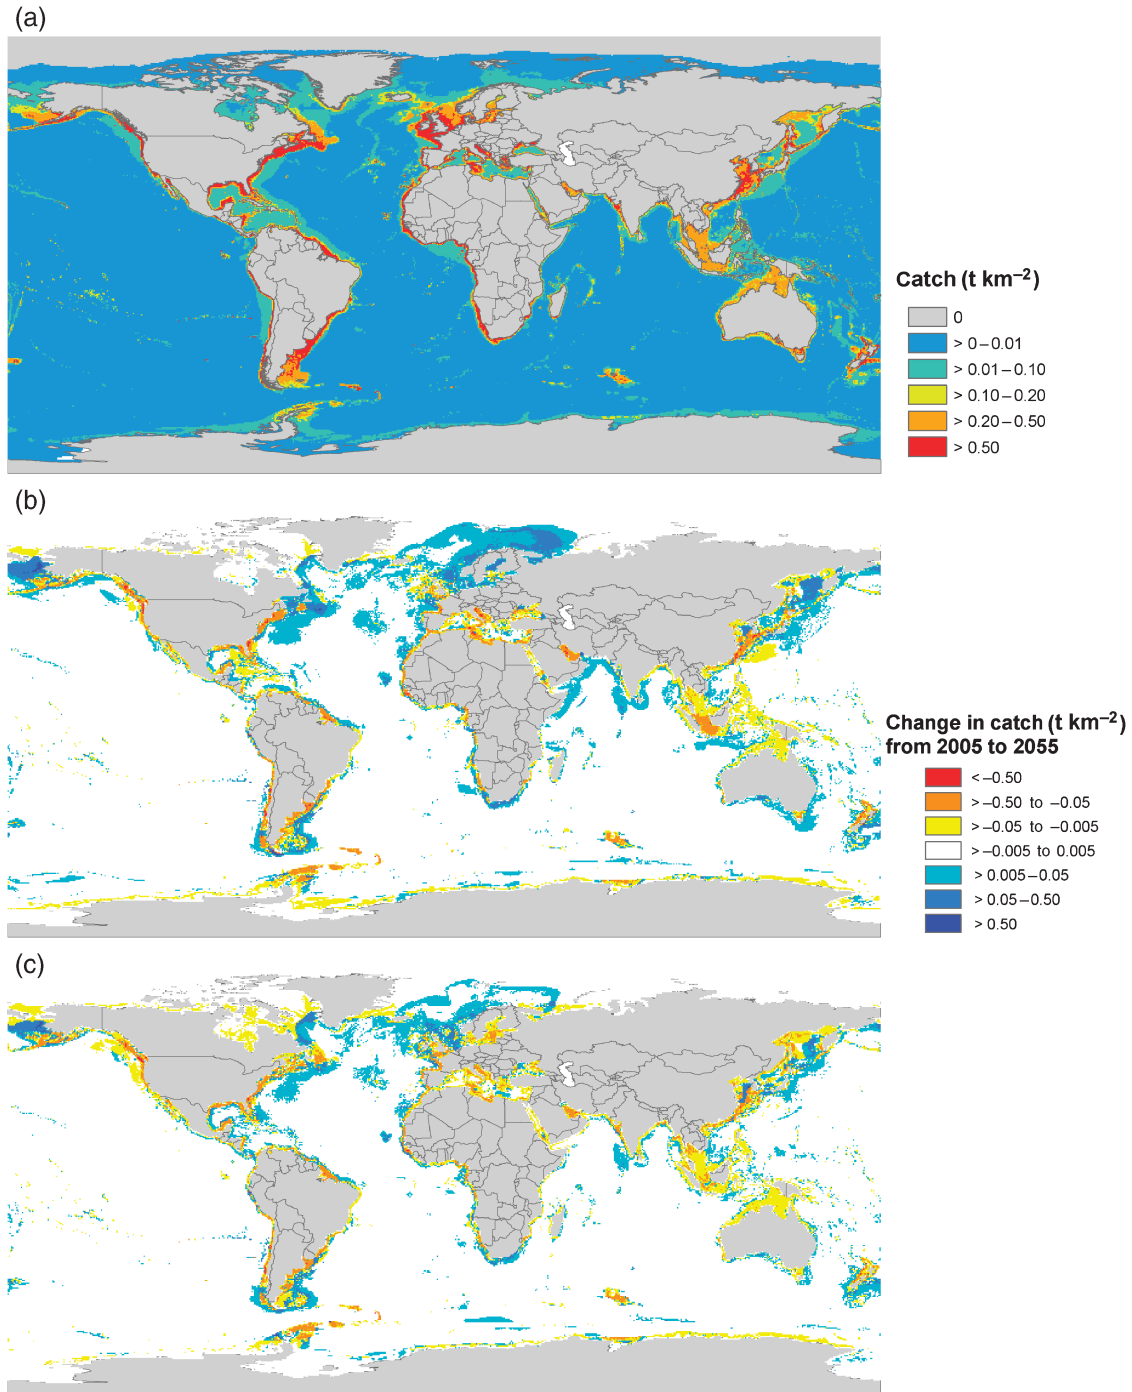 (a)
Catch (t km−2)
0
> 0 – 0.01
> 0.01 – 0.10
> 0.10 – 0.20
> 0.20 – 0.50
> 0.50
(b)
Change in catch (t km−2)
from 2005 to 2055
< –0.50
> –0.50 to –0.05
> –0.05 to –0.005
> –0.005 to 0.005
> 0.005 – 0.05
> 0.05 – 0.50
> 0.50
(c)